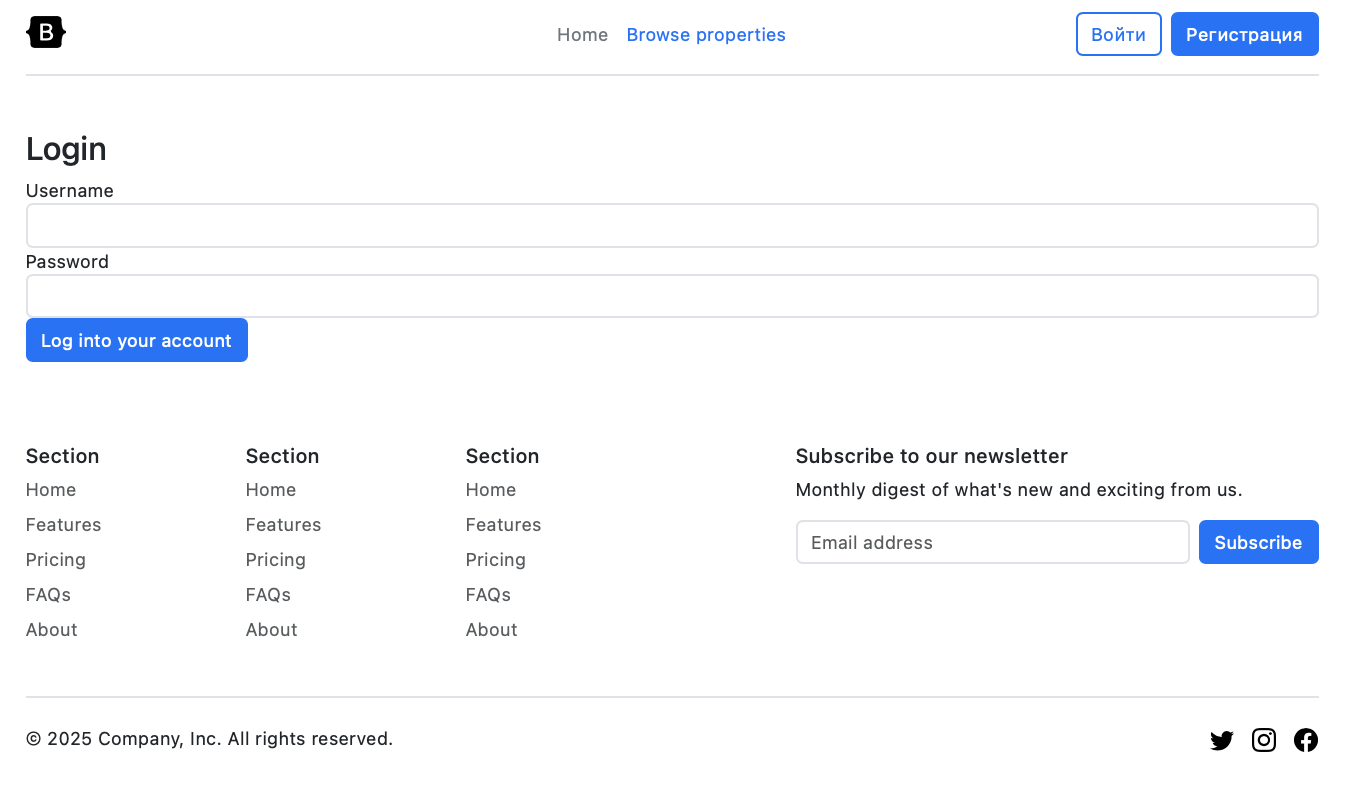 B
Home Browse properties Войти Регистрация
Login
Username
Password
Log into your account
Section Section Section Subscribe to our newsletter
Home Home Home Monthly digest of what's new and exciting from us.
Features Features Features Email address Subscribe
Pricing Pricing Pricing
FAQs FAQs FAQs
About About About
© 2025 Company, Inc. All rights reserved.